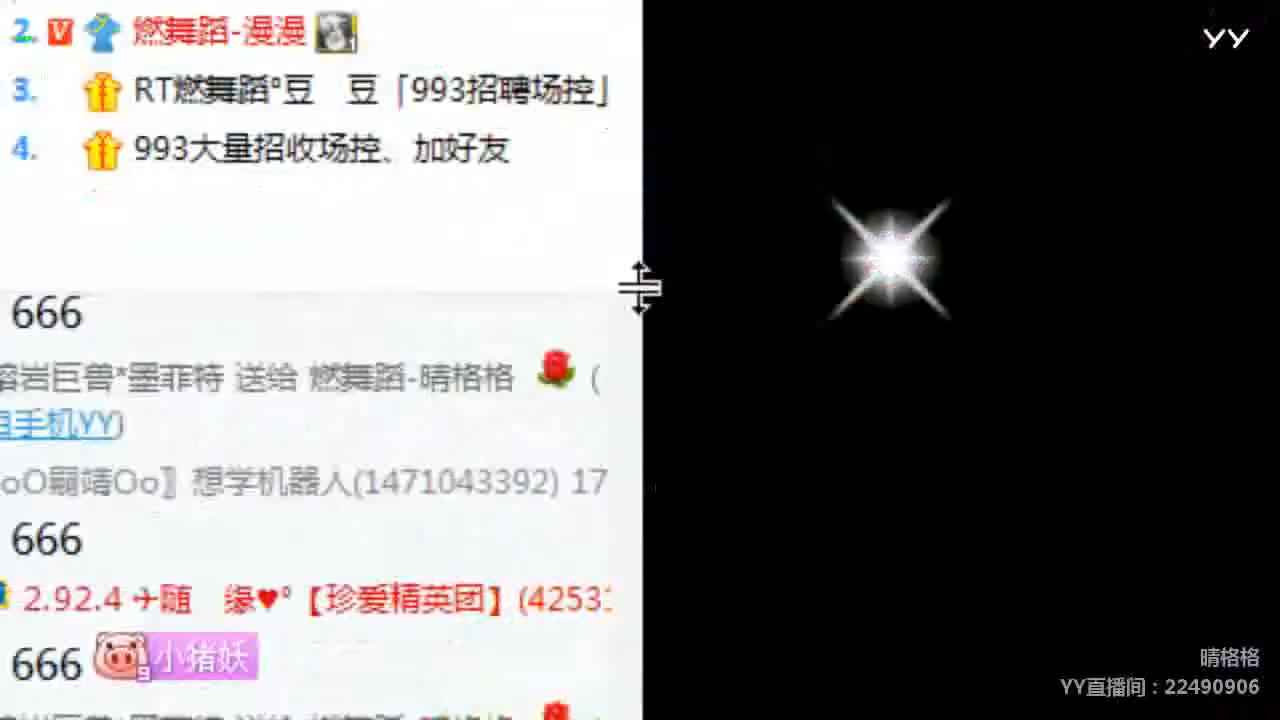 2. V 燃舞蹈-漫漫
3. RT燃舞蹈°豆 豆「993招聘场控」
4. 993大量招收场控、加好友
666
熔岩巨兽*墨菲特 送给 燃舞蹈-晴格格 (
手机YY)
oO嗣靖Oo〗想学机器人(1471043392) 17
666
2.92.4 ✈随 缘♥°【珍爱精英团】(4253
666 9 小猪妖
YY
晴格格
YY直播间：22490906